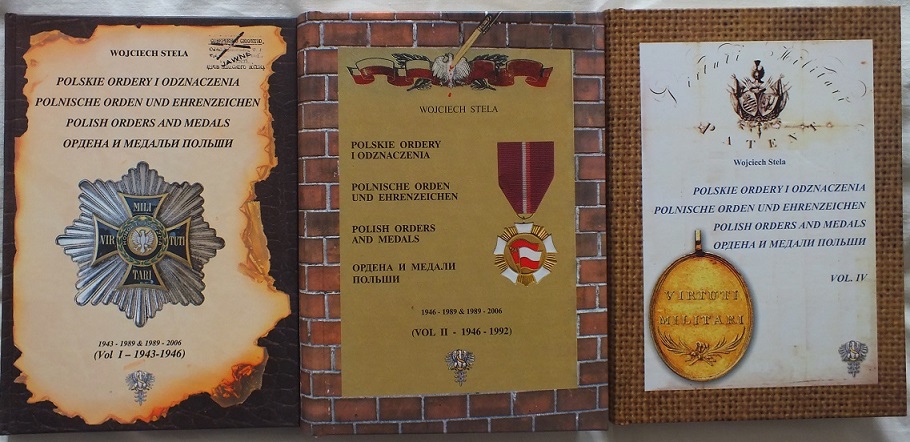 WOJCIECH STELA
JAWNE
POLSKIE ORDERY I ODZNACZENIA
POLNISCHE ORDEN UND EHRENZEICHEN
POLISH ORDERS AND MEDALS
ОРДЕНА И МЕДАЛЬИ ПОЛЬШИ
MILI
VIR TUTI
TARI
1943 - 1989 & 1989 - 2006
(Vol I – 1943-1946)
WOJCIECH STELA
POLSKIE ORDERY
I ODZNACZENIA
POLNISCHE ORDEN
UND EHRENZEICHEN
POLISH ORDERS
AND MEDALS
ОРДЕНА И МЕДАЛИ
ПОЛЬШИ
1946 - 1989 & 1989 - 2006
(VOL II - 1946 - 1992)
Virtuti Militari
PATENT
Wojciech Stela
POLSKIE ORDERY I ODZNACZENIA
POLNISCHE ORDEN UND EHRENZEICHEN
POLISH ORDERS AND MEDALS
ОРДЕНА И МЕДАЛИ ПОЛЬШИ
VOL. IV
VIRTUTI
MILITARI